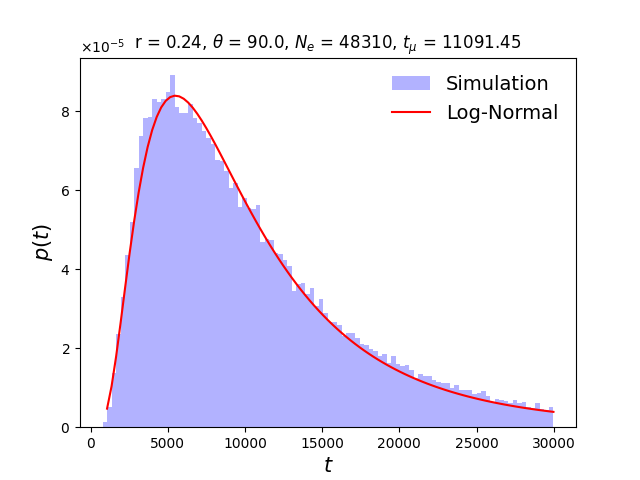 ×10⁻⁵ r = 0.24, θ = 90.0, Nₑ = 48310, t_μ = 11091.45
Simulation
Log-Normal
8
6
4
2
0
p(t)
0 5000 10000 15000 20000 25000 30000
t